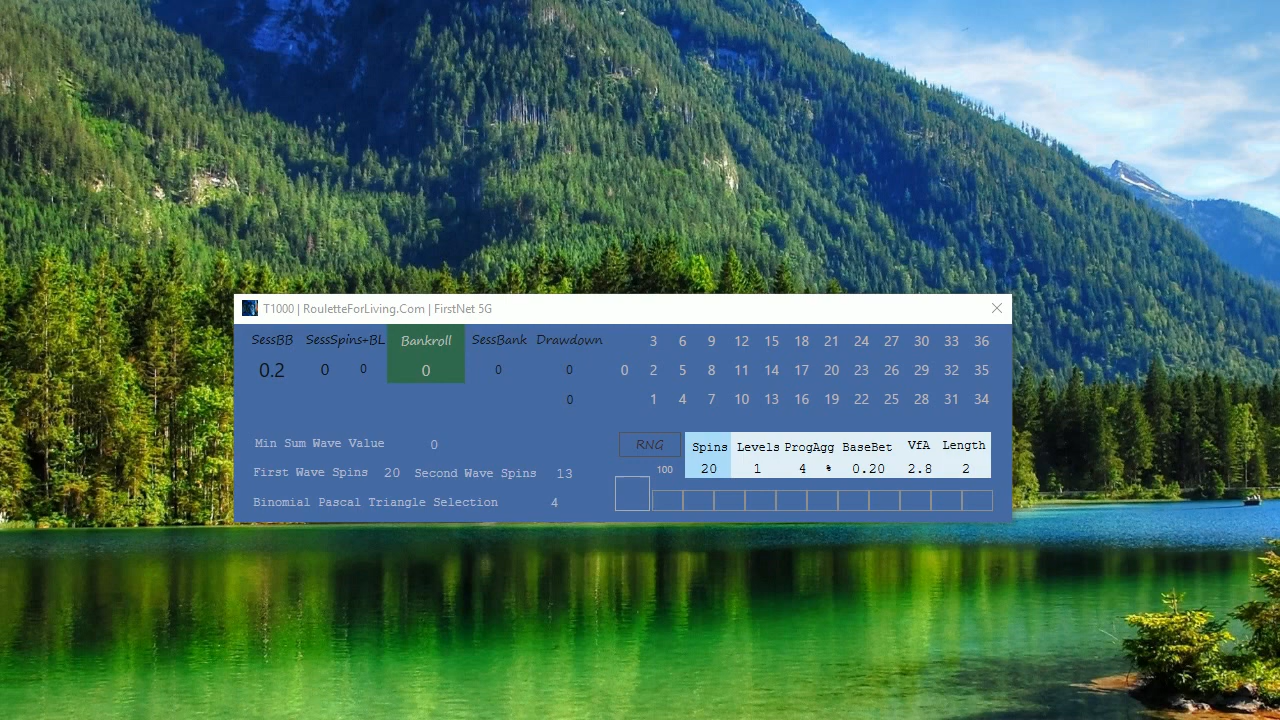 T1000 | RouletteForLiving.Com | FirstNet 5G
SessBB SessSpins+BL Bankroll SessBank Drawdown
0.2 0 0 0 0 0
0
3 6 9 12 15 18 21 24 27 30 33 36
0 2 5 8 11 14 17 20 23 26 29 32 35
1 4 7 10 13 16 19 22 25 28 31 34
Min Sum Wave Value 0
First Wave Spins 20 Second Wave Spins 13
Binomial Pascal Triangle Selection 4
RNG
100
Spins Levels ProgAgg BaseBet VfA Length
20 1 4 % 0.20 2.8 2